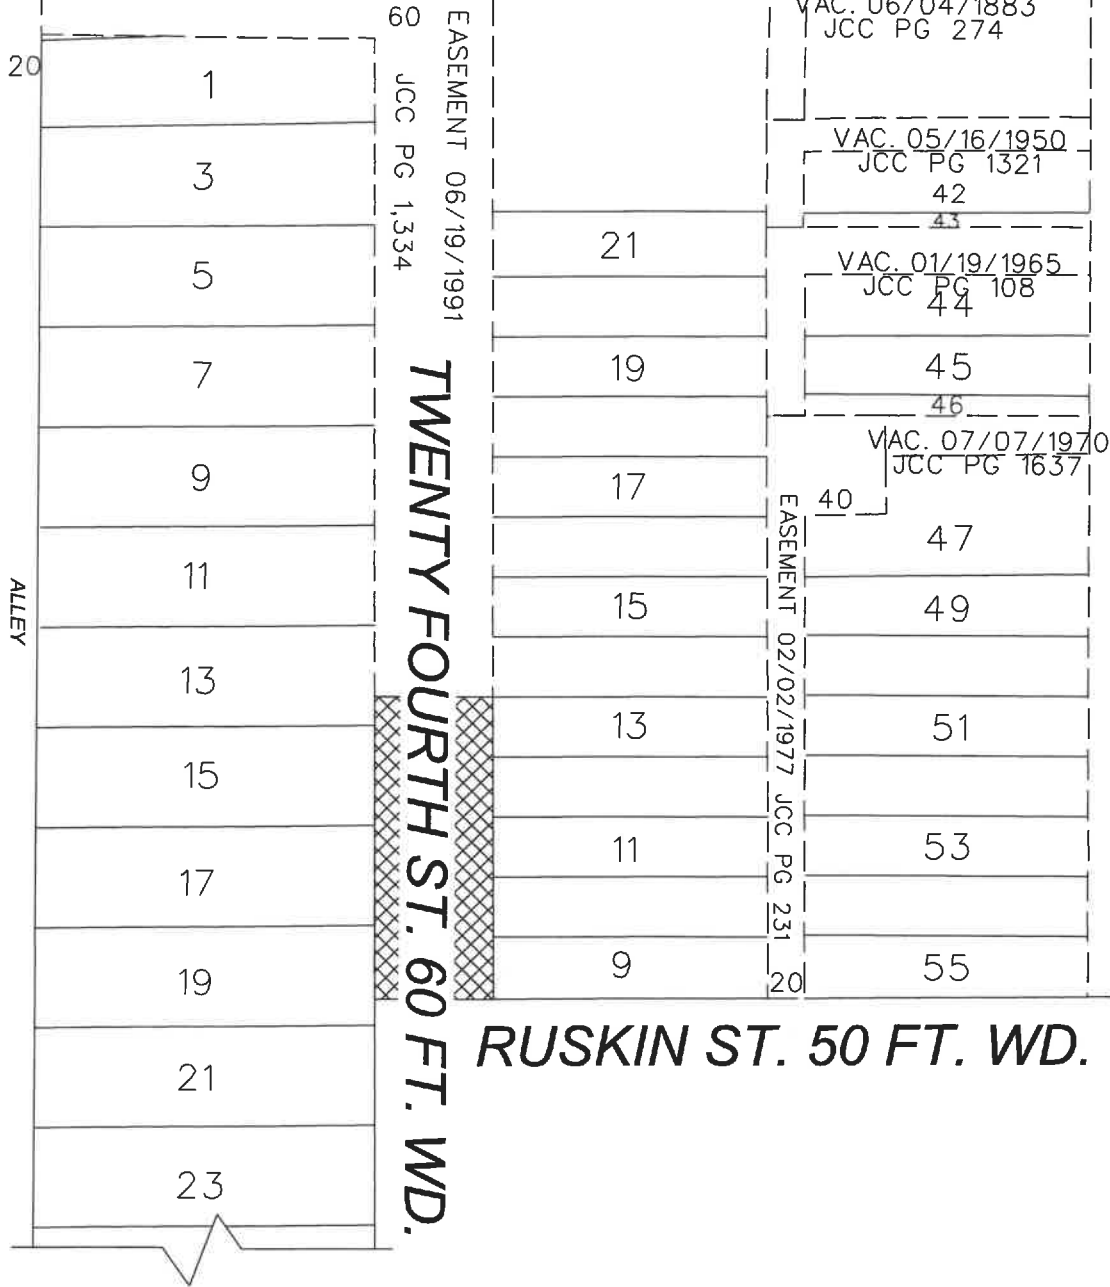 VAC. 06/04/1883
JCC PG 274
60
20
EASEMENT 06/19/1991
JCC PG 1,334
1
3
5
7
9
11
13
15
17
19
21
23
ALLEY
TWENTY FOURTH ST. 60 FT. WD.
21
19
17
15
13
11
9
EASEMENT 02/02/1977 JCC PG 231
20
VAC. 05/16/1950
JCC PG 1321
42
43
VAC. 01/19/1965
JCC PG 108
44
45
46
VAC. 07/07/1970
JCC PG 1637
40
47
49
51
53
55
RUSKIN ST. 50 FT. WD.